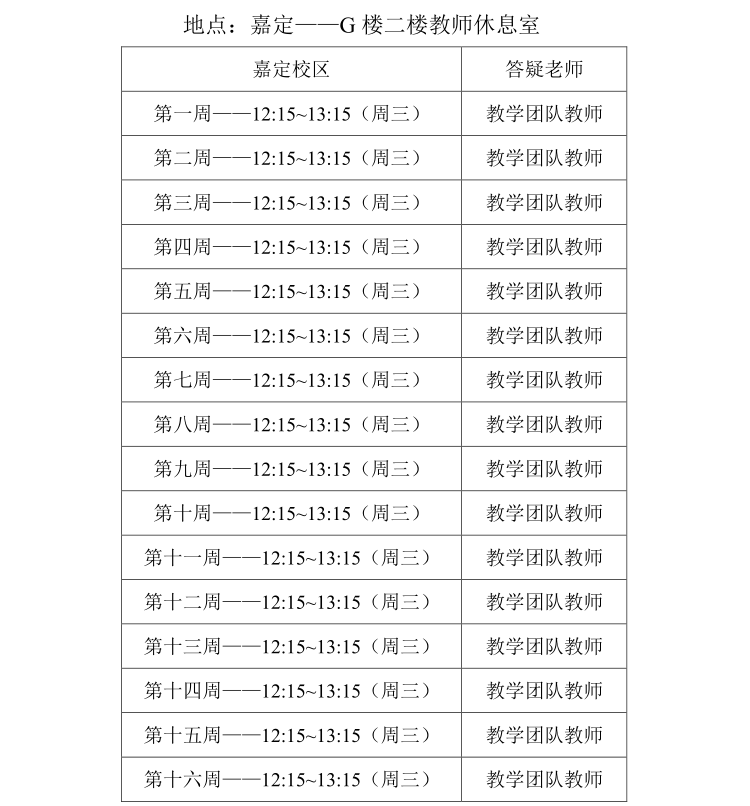 地点：嘉定——G 楼二楼教师休息室
嘉定校区 答疑老师
第一周——12:15~13:15（周三） 教学团队教师
第二周——12:15~13:15（周三） 教学团队教师
第三周——12:15~13:15（周三） 教学团队教师
第四周——12:15~13:15（周三） 教学团队教师
第五周——12:15~13:15（周三） 教学团队教师
第六周——12:15~13:15（周三） 教学团队教师
第七周——12:15~13:15（周三） 教学团队教师
第八周——12:15~13:15（周三） 教学团队教师
第九周——12:15~13:15（周三） 教学团队教师
第十周——12:15~13:15（周三） 教学团队教师
第十一周——12:15~13:15（周三） 教学团队教师
第十二周——12:15~13:15（周三） 教学团队教师
第十三周——12:15~13:15（周三） 教学团队教师
第十四周——12:15~13:15（周三） 教学团队教师
第十五周——12:15~13:15（周三） 教学团队教师
第十六周——12:15~13:15（周三） 教学团队教师